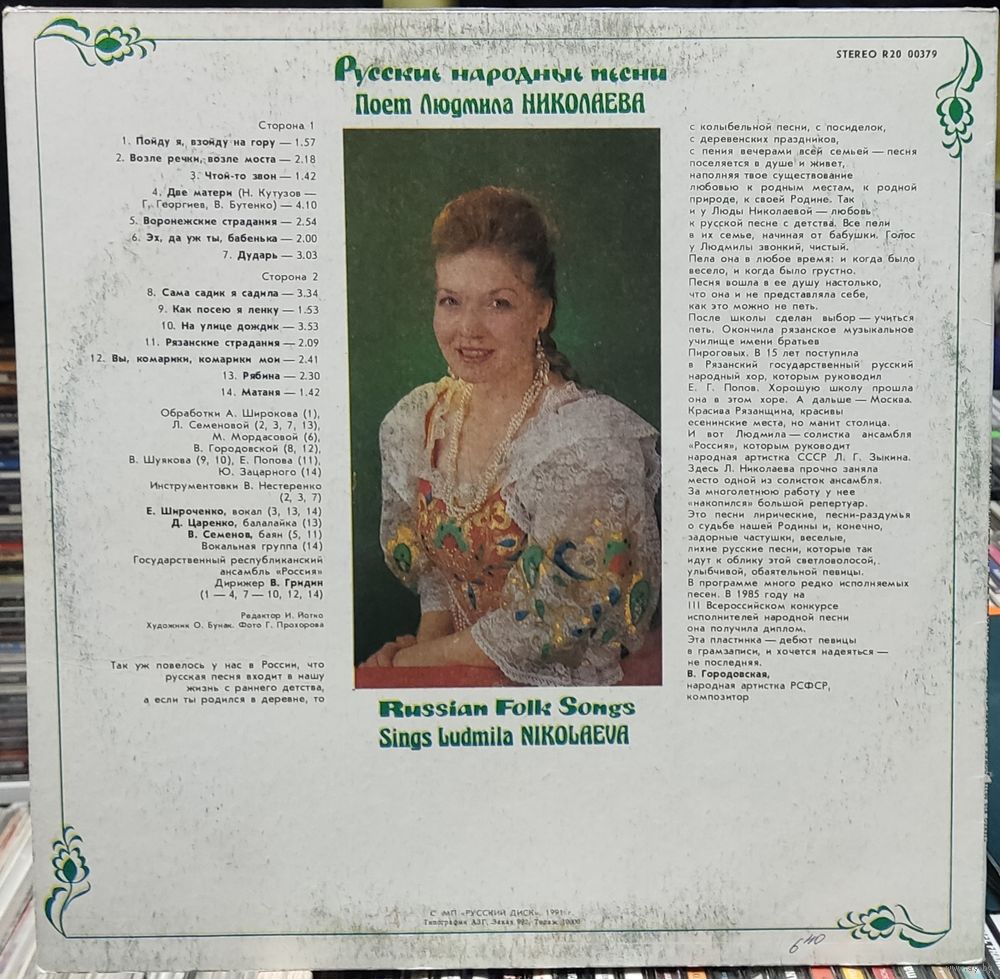 STEREO R20 00379
Русские народные песни
Поет Людмила НИКОЛАЕВА
Сторона 1
1. Пойду я, взойду на гору — 1.57
2. Возле речки, возле моста — 2.18
3. Чтой-то звон — 1.42
4. Две матери (Н. Кутузов —
Г. Георгиев, В. Бутенко) — 4.10
5. Воронежские страдания — 2.54
6. Эх, да уж ты, бабенька — 2.00
7. Дударь — 3.03
Сторона 2
8. Сама садик я садила — 3.34
9. Как посею я ленку — 1.53
10. На улице дождик — 3.53
11. Рязанские страдания — 2.09
12. Вы, комарики, комарики мои — 2.41
13. Рябина — 2.30
14. Матаня — 1.42
Обработки А. Широкова (1),
Л. Семеновой (2, 3, 7, 13),
М. Мордасовой (6),
В. Городовской (8, 12),
В. Шуякова (9, 10), Е. Попова (11),
Ю. Зацарного (14)
Инструментовки В. Нестеренко
(2, 3, 7)
Е. Широченко, вокал (3, 13, 14)
Д. Царенко, балалайка (13)
В. Семенов, баян (5, 11)
Вокальная группа (14)
Государственный республиканский
ансамбль «Россия»
Дирижер В. Гридин
(1 — 4, 7 — 10, 12, 14)
Редактор И. Йотко
Художник О. Бунак. Фото Г. Прохорова
Так уж повелось у нас в России, что
русская песня входит в нашу
жизнь с раннего детства,
а если ты родился в деревне, то
с колыбельной песни, с посиделок,
с деревенских праздников,
с пения вечерами всей семьей — песня
поселяется в душе и живет,
наполняя твое существование
любовью к родным местам, к родной
природе, к своей Родине. Так
и у Люды Николаевой — любовь
к русской песне с детства. Все пели
в их семье, начиная от бабушки. Голос
у Людмилы звонкий, чистый.
Пела она в любое время: и когда было
весело, и когда было грустно.
Песня вошла в ее душу настолько,
что она и не представляла себе,
как это можно не петь.
После школы сделан выбор — учиться
петь. Окончила рязанское музыкальное
училище имени братьев
Пироговых. В 15 лет поступила
в Рязанский государственный русский
народный хор, которым руководил
Е. Г. Попов. Хорошую школу прошла
она в этом хоре. А дальше — Москва.
Красива Рязанщина, красивы
есенинские места, но манит столица.
И вот Людмила — солистка ансамбля
«Россия», которым руководит
народная артистка СССР Л. Г. Зыкина.
Здесь Л. Николаева прочно заняла
место одной из солисток ансамбля.
За многолетнюю работу у нее
«накопился» большой репертуар.
Это песни лирические, песни-раздумья
о судьбе нашей Родины и, конечно,
задорные частушки, веселые,
лихие русские песни, которые так
идут к облику этой светловолосой,
улыбчивой, обаятельной певицы.
В программе много редко исполняемых
песен. В 1985 году на
III Всероссийском конкурсе
исполнителей народной песни
она получила диплом.
Эта пластинка — дебют певицы
в грамзаписи, и хочется надеяться —
не последняя.
В. Городовская,
народная артистка РСФСР,
композитор
Russian Folk Songs
Sings Ludmila NIKOLAEVA
С МП «РУССКИЙ ДИСК», 1991 г.
Типография АЗГ. Заказ 992. Тираж 10000
640